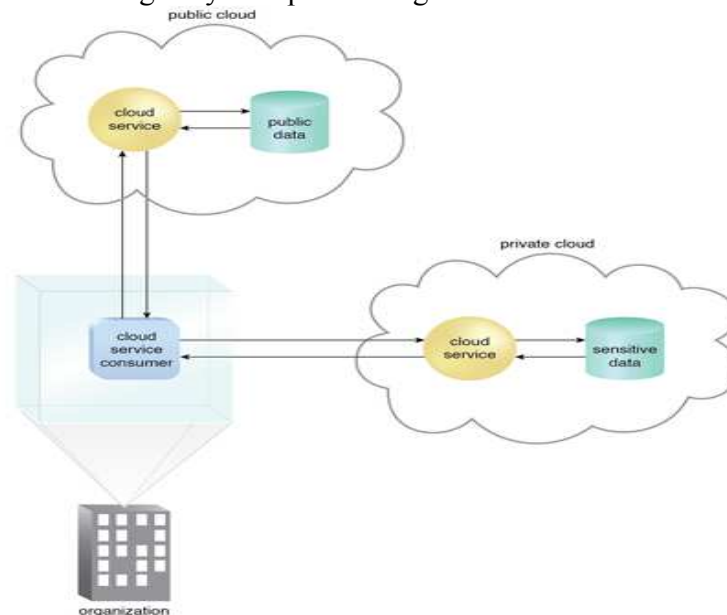 public cloud
cloud
service
public
data
private cloud
cloud
service
consumer
cloud
service
sensitive
data
organization